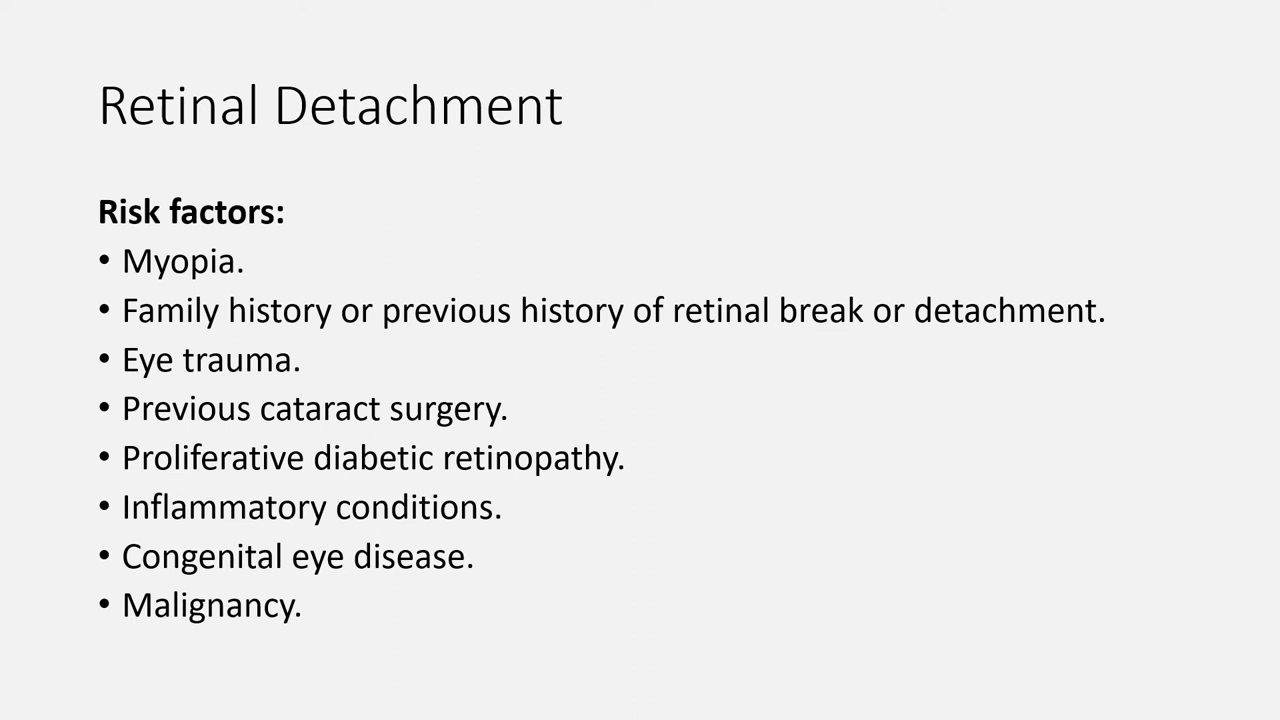 Retinal Detachment
Risk factors:
• Myopia.
• Family history or previous history of retinal break or detachment.
• Eye trauma.
• Previous cataract surgery.
• Proliferative diabetic retinopathy.
• Inflammatory conditions.
• Congenital eye disease.
• Malignancy.